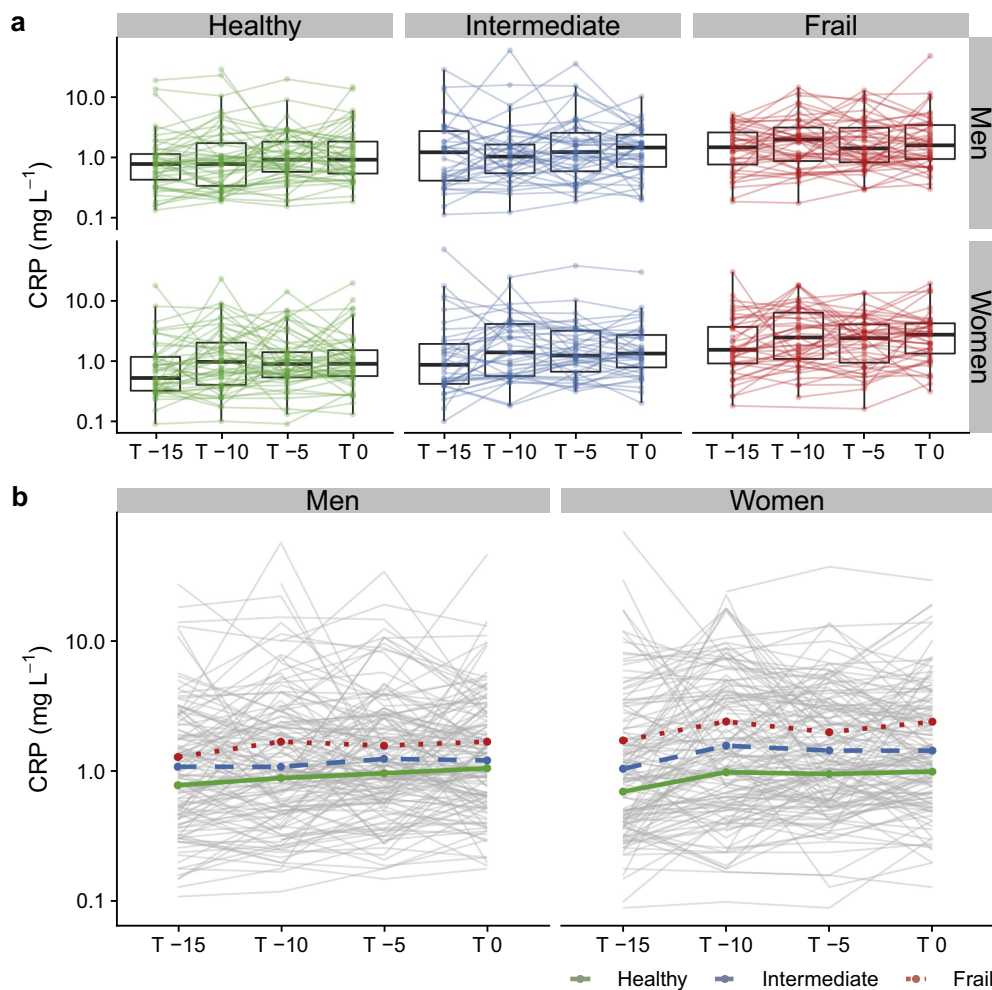 a
Healthy Intermediate Frail
CRP (mg L⁻¹)
10.0
1.0
0.1
Men
10.0
1.0
0.1
Women
T −15 T −10 T −5 T 0 T −15 T −10 T −5 T 0 T −15 T −10 T −5 T 0
b
Men Women
CRP (mg L⁻¹)
10.0
1.0
0.1
T −15 T −10 T −5 T 0 T −15 T −10 T −5 T 0
Healthy Intermediate Frail